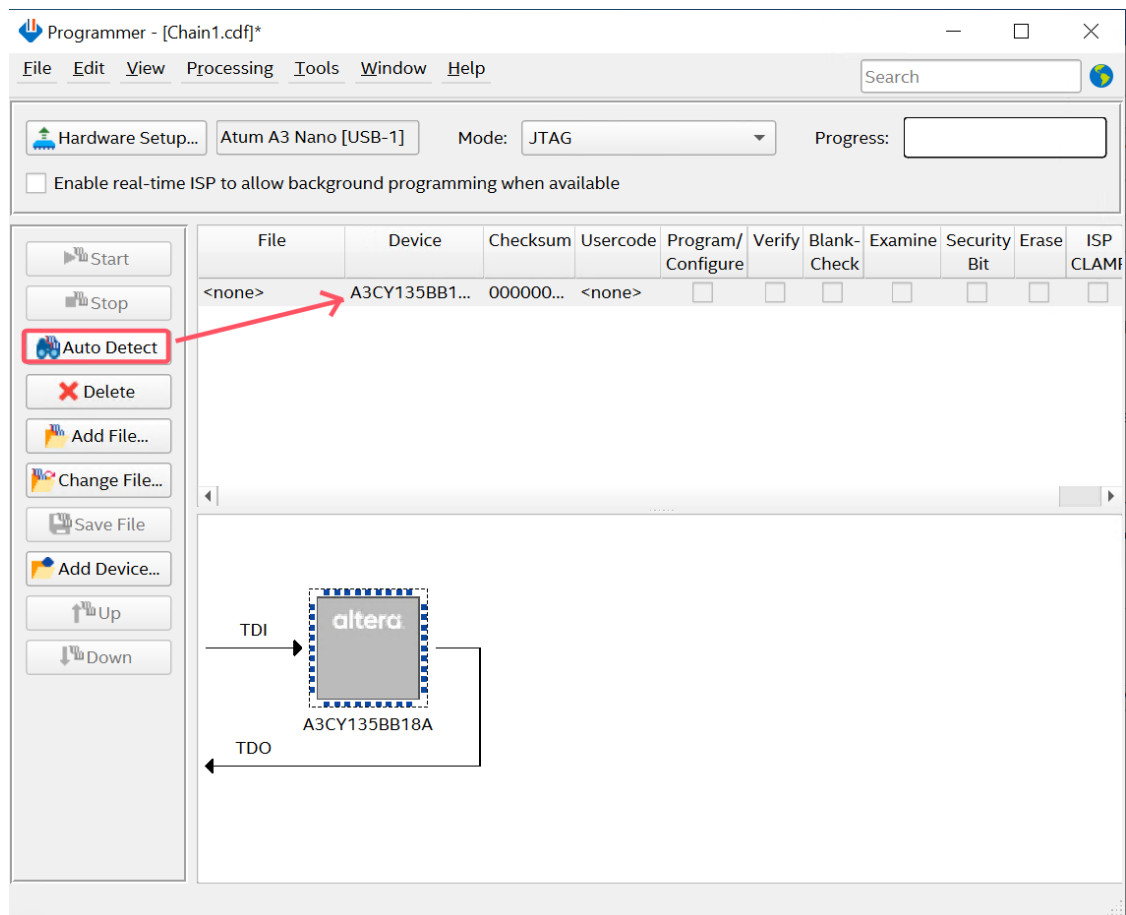 Programmer - [Chain1.cdf]*
File Edit View Processing Tools Window Help
Search
Hardware Setup... Atum A3 Nano [USB-1] Mode: JTAG Progress:
Enable real-time ISP to allow background programming when available
Start
Stop
Auto Detect
Delete
Add File...
Change File...
Save File
Add Device...
Up
Down
File Device Checksum Usercode Program/ Verify Blank- Examine Security Erase ISP
Configure Check Bit CLAMP
<none> A3CY135BB1... 000000... <none>
altera
TDI
A3CY135BB18A
TDO